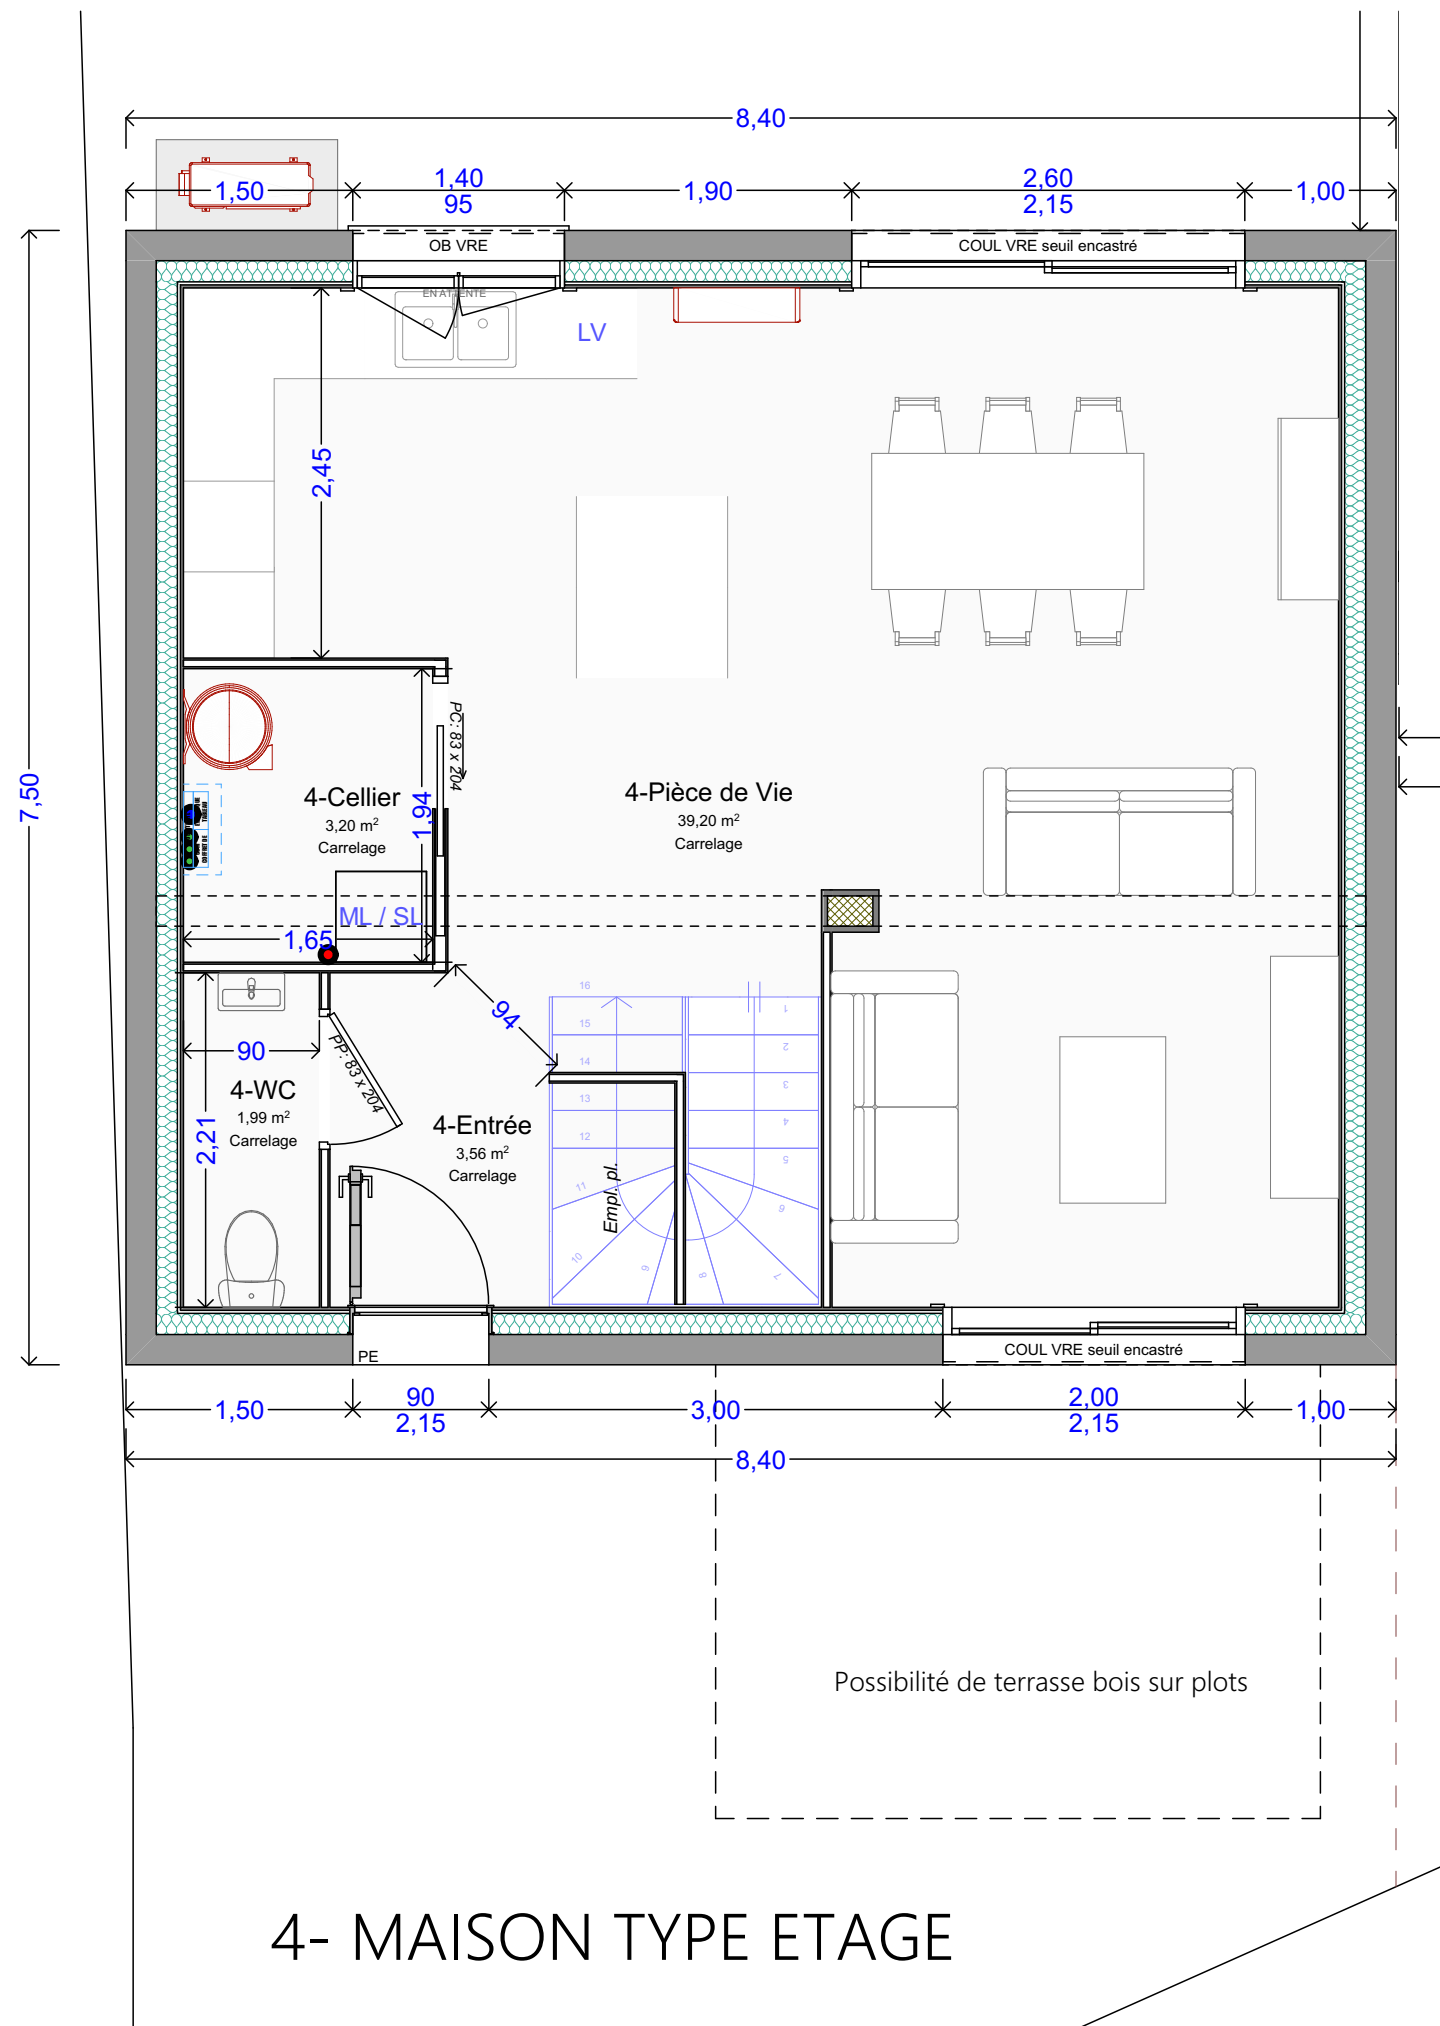 8,40
1,50
1,40
95
1,90
2,60
2,15
1,00
OB VRE
COUL VRE seuil encastré
EN ATTENTE
LV
2,45
7,50
PC: 83 x 204
4-Cellier
3,20 m²
Carrelage
1,94
4-Pièce de Vie
39,20 m²
Carrelage
ML / SL
1,65
94
90
PP: 83 x 204
4-WC
1,99 m²
Carrelage
2,21
4-Entrée
3,56 m²
Carrelage
Empl. pl.
16
15
14
13
12
11
10
9
8
7
6
5
4
3
2
1
PE
COUL VRE seuil encastré
1,50
90
2,15
3,00
2,00
2,15
1,00
8,40
Possibilité de terrasse bois sur plots
4- MAISON TYPE ETAGE